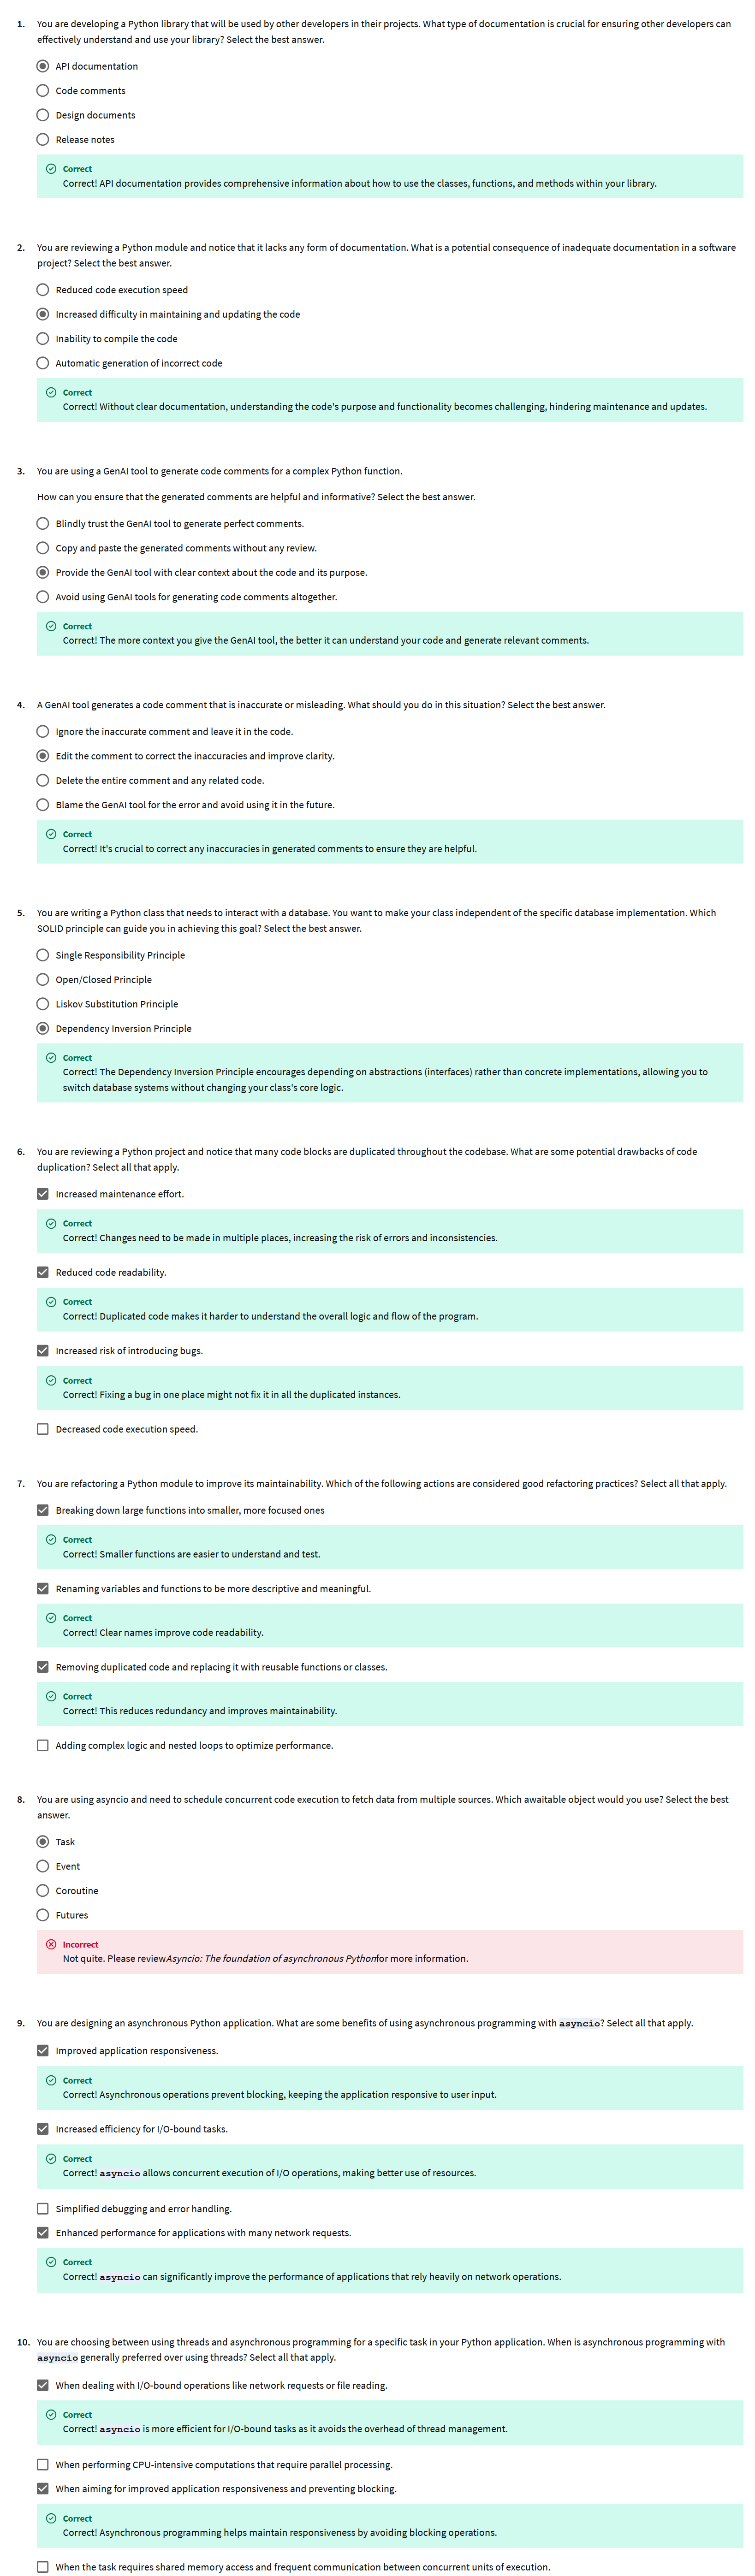 1. You are developing a Python library that will be used by other developers in their projects. What type of documentation is crucial for ensuring other developers can
effectively understand and use your library? Select the best answer.
API documentation
Code comments
Design documents
Release notes
Correct
Correct! API documentation provides comprehensive information about how to use the classes, functions, and methods within your library.
2. You are reviewing a Python module and notice that it lacks any form of documentation. What is a potential consequence of inadequate documentation in a software
project? Select the best answer.
Reduced code execution speed
Increased difficulty in maintaining and updating the code
Inability to compile the code
Automatic generation of incorrect code
Correct
Correct! Without clear documentation, understanding the code's purpose and functionality becomes challenging, hindering maintenance and updates.
3. You are using a GenAI tool to generate code comments for a complex Python function.
How can you ensure that the generated comments are helpful and informative? Select the best answer.
Blindly trust the GenAI tool to generate perfect comments.
Copy and paste the generated comments without any review.
Provide the GenAI tool with clear context about the code and its purpose.
Avoid using GenAI tools for generating code comments altogether.
Correct
Correct! The more context you give the GenAI tool, the better it can understand your code and generate relevant comments.
4. A GenAI tool generates a code comment that is inaccurate or misleading. What should you do in this situation? Select the best answer.
Ignore the inaccurate comment and leave it in the code.
Edit the comment to correct the inaccuracies and improve clarity.
Delete the entire comment and any related code.
Blame the GenAI tool for the error and avoid using it in the future.
Correct
Correct! It's crucial to correct any inaccuracies in generated comments to ensure they are helpful.
5. You are writing a Python class that needs to interact with a database. You want to make your class independent of the specific database implementation. Which
SOLID principle can guide you in achieving this goal? Select the best answer.
Single Responsibility Principle
Open/Closed Principle
Liskov Substitution Principle
Dependency Inversion Principle
Correct
Correct! The Dependency Inversion Principle encourages depending on abstractions (interfaces) rather than concrete implementations, allowing you to
switch database systems without changing your class's core logic.
6. You are reviewing a Python project and notice that many code blocks are duplicated throughout the codebase. What are some potential drawbacks of code
duplication? Select all that apply.
Increased maintenance effort.
Correct
Correct! Changes need to be made in multiple places, increasing the risk of errors and inconsistencies.
Reduced code readability.
Correct
Correct! Duplicated code makes it harder to understand the overall logic and flow of the program.
Increased risk of introducing bugs.
Correct
Correct! Fixing a bug in one place might not fix it in all the duplicated instances.
Decreased code execution speed.
7. You are refactoring a Python module to improve its maintainability. Which of the following actions are considered good refactoring practices? Select all that apply.
Breaking down large functions into smaller, more focused ones
Correct
Correct! Smaller functions are easier to understand and test.
Renaming variables and functions to be more descriptive and meaningful.
Correct
Correct! Clear names improve code readability.
Removing duplicated code and replacing it with reusable functions or classes.
Correct
Correct! This reduces redundancy and improves maintainability.
Adding complex logic and nested loops to optimize performance.
8. You are using asyncio and need to schedule concurrent code execution to fetch data from multiple sources. Which awaitable object would you use? Select the best
answer.
Task
Event
Coroutine
Futures
Incorrect
Not quite. Please reviewAsyncio: The foundation of asynchronous Pythonfor more information.
9. You are designing an asynchronous Python application. What are some benefits of using asynchronous programming with asyncio? Select all that apply.
Improved application responsiveness.
Correct
Correct! Asynchronous operations prevent blocking, keeping the application responsive to user input.
Increased efficiency for I/O-bound tasks.
Correct
Correct! asyncio allows concurrent execution of I/O operations, making better use of resources.
Simplified debugging and error handling.
Enhanced performance for applications with many network requests.
Correct
Correct! asyncio can significantly improve the performance of applications that rely heavily on network operations.
10. You are choosing between using threads and asynchronous programming for a specific task in your Python application. When is asynchronous programming with
asyncio generally preferred over using threads? Select all that apply.
When dealing with I/O-bound operations like network requests or file reading.
Correct
Correct! asyncio is more efficient for I/O-bound tasks as it avoids the overhead of thread management.
When performing CPU-intensive computations that require parallel processing.
When aiming for improved application responsiveness and preventing blocking.
Correct
Correct! Asynchronous programming helps maintain responsiveness by avoiding blocking operations.
When the task requires shared memory access and frequent communication between concurrent units of execution.